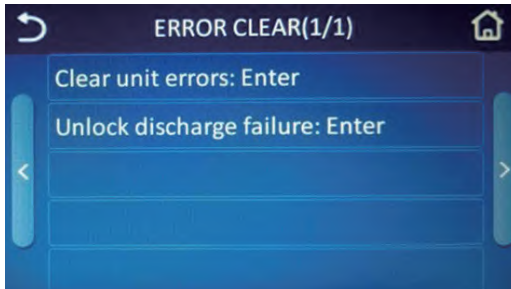 ERROR CLEAR(1/1)
Clear unit errors: Enter
Unlock discharge failure: Enter
<
>